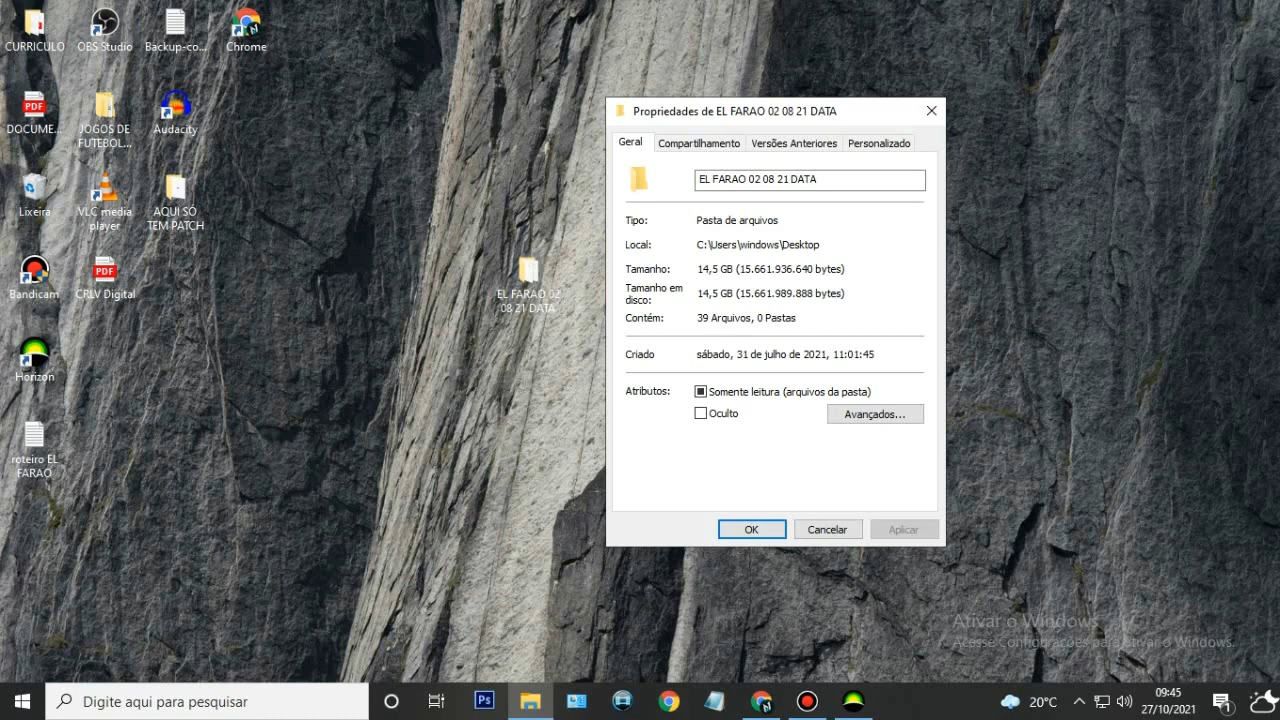 CURRICULO
OBS Studio
Backup-co...
Chrome
PDF
DOCUME...
JOGOS DE
FUTEBOL...
Audacity
Lixeira
VLC media
player
AQUI SÓ
TEM PATCH
Bandicam
PDF
CRLV Digital
Horizon
roteiro EL
FARAO
EL FARAO 02
08 21 DATA
Propriedades de EL FARAO 02 08 21 DATA
Geral Compartilhamento Versões Anteriores Personalizado
EL FARAO 02 08 21 DATA
Tipo: Pasta de arquivos
Local: C:\Users\windows\Desktop
Tamanho: 14,5 GB (15.661.936.640 bytes)
Tamanho em
disco: 14,5 GB (15.661.989.888 bytes)
Contém: 39 Arquivos, 0 Pastas
Criado sábado, 31 de julho de 2021, 11:01:45
Atributos: Somente leitura (arquivos da pasta)
Oculto Avançados...
OK Cancelar Aplicar
Ativar o Windows
Acesse Configurações para ativar o Windows.
Digite aqui para pesquisar
Ps
20°C
09:45
27/10/2021
1